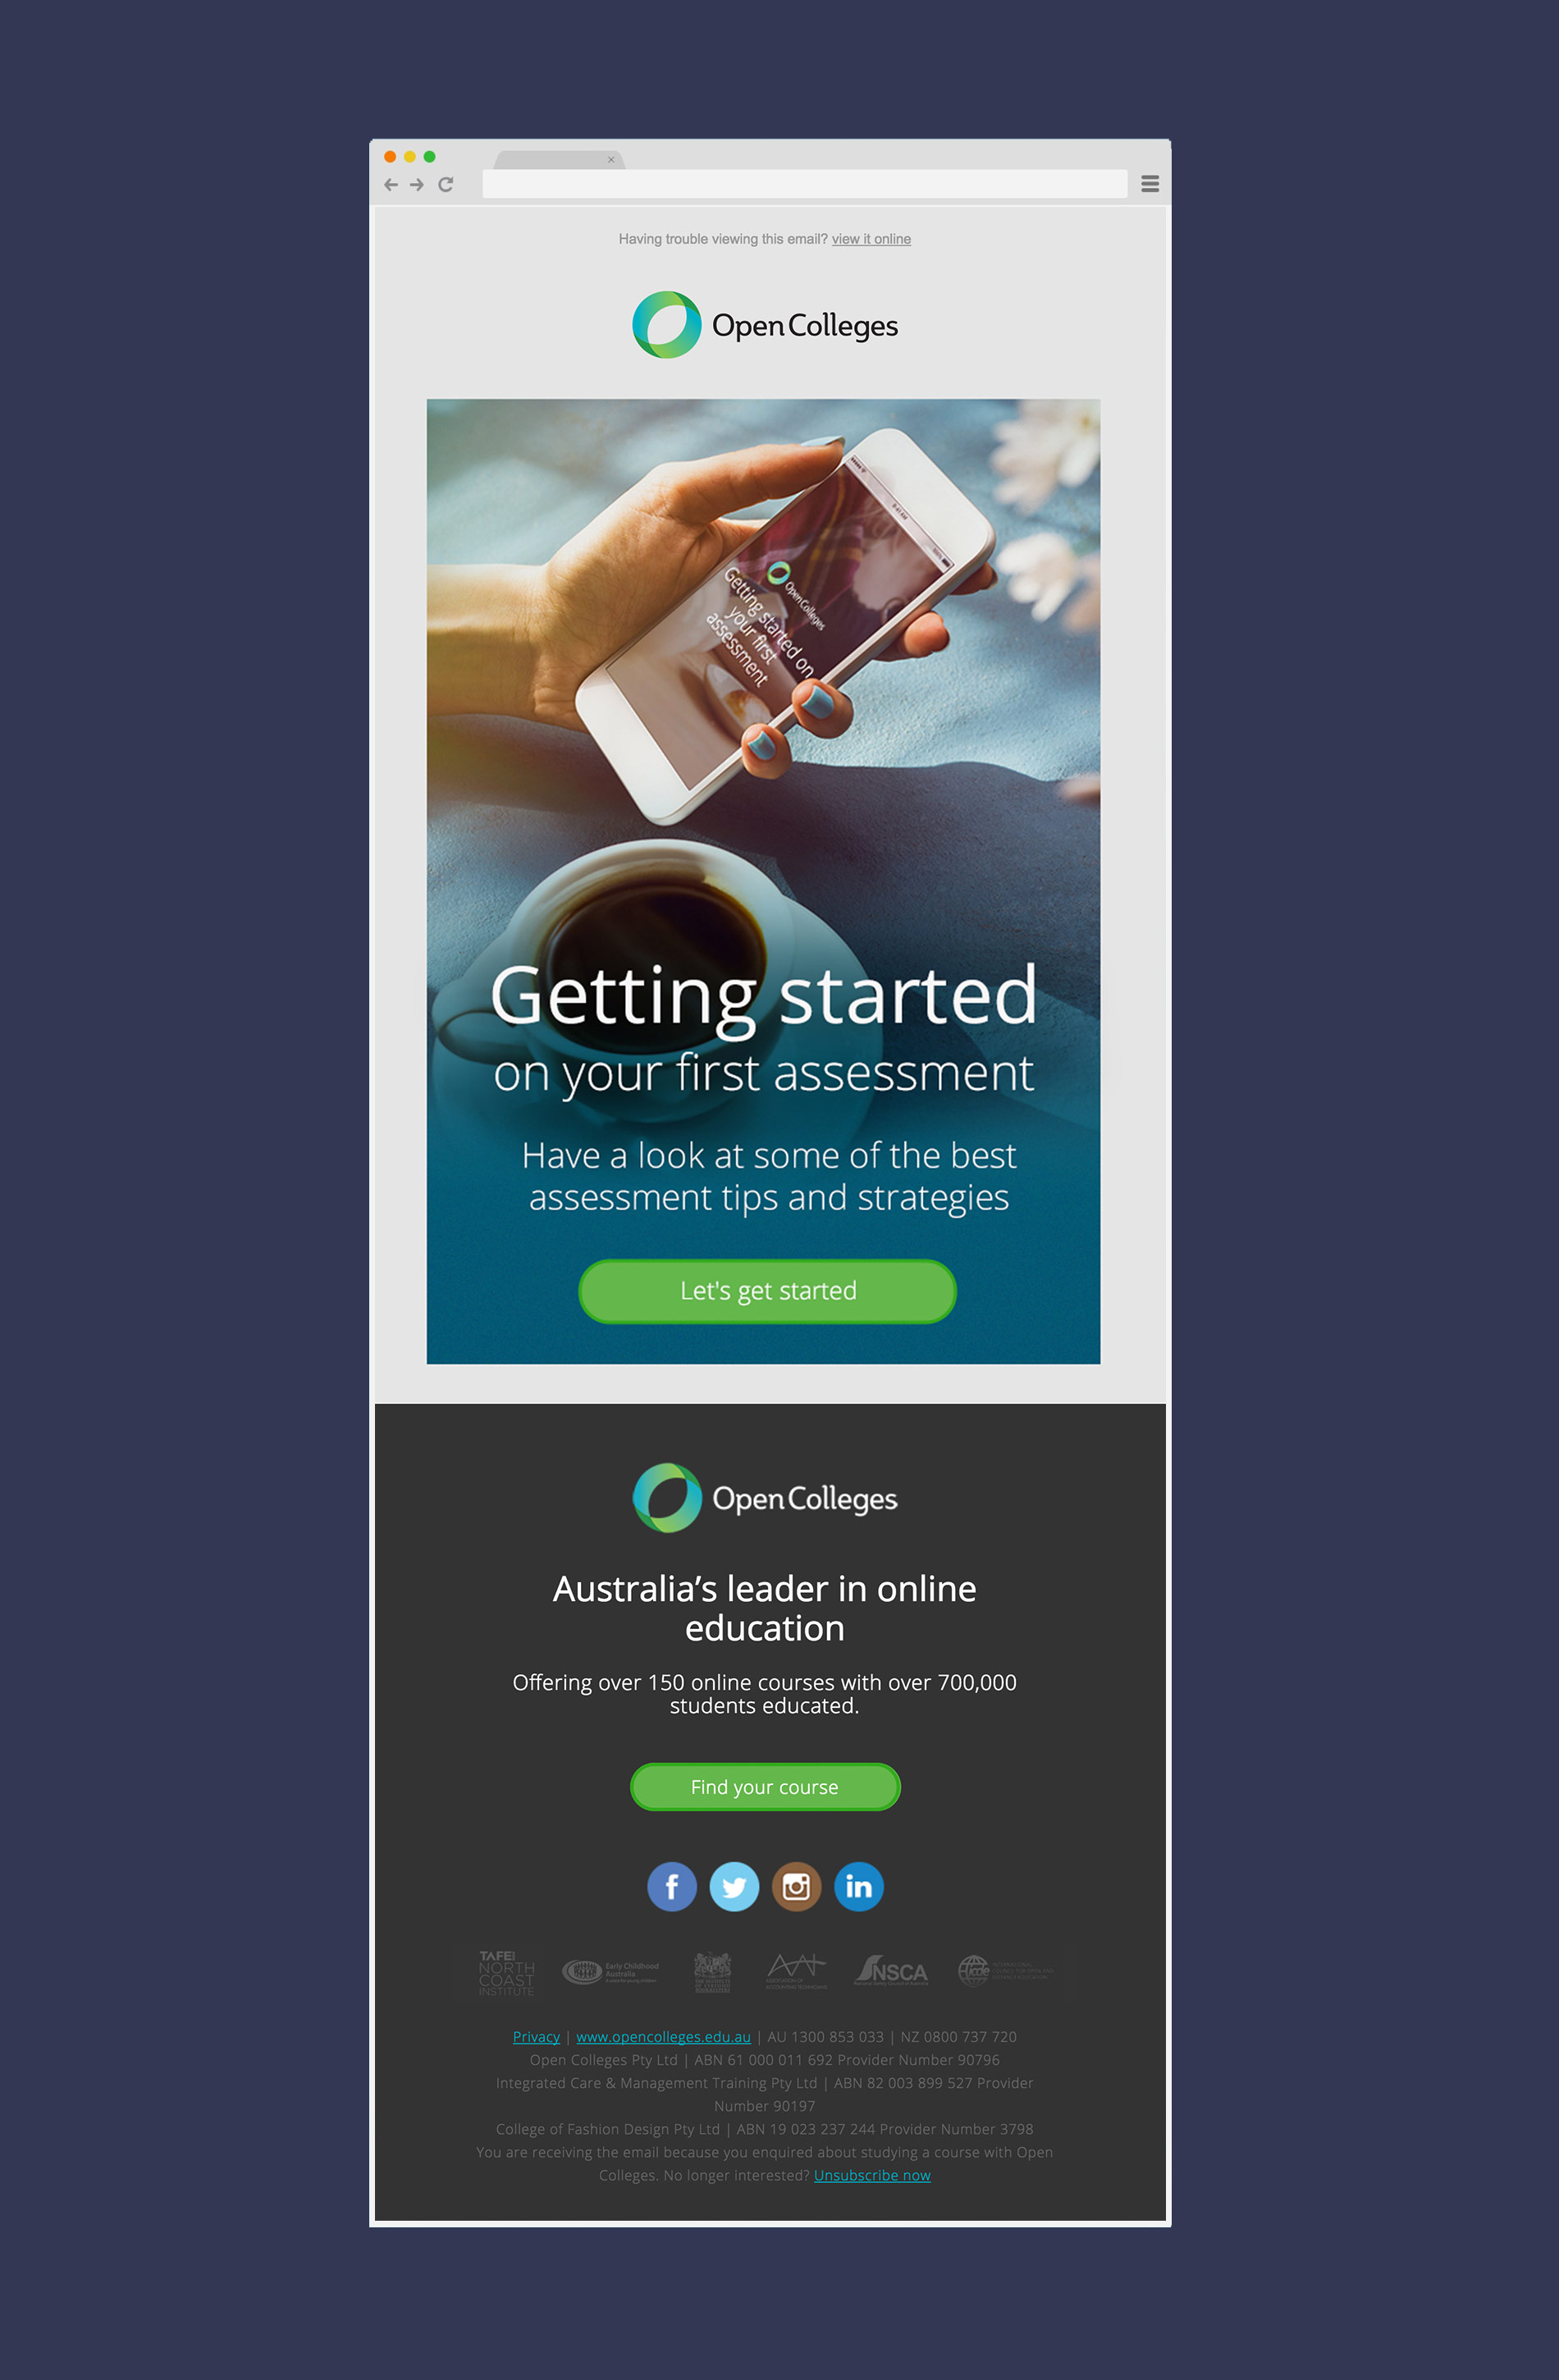 Having trouble viewing this email? view it online
Open Colleges
9:41 AM
Open Colleges
Getting started on
your first
assessment
Getting started
on your first assessment
Have a look at some of the best
assessment tips and strategies
Let's get started
Open Colleges
Australia’s leader in online
education
Offering over 150 online courses with over 700,000
students educated.
Find your course
TAFE
NORTH
COAST
INSTITUTE
Early Childhood
Australia
NSCA
Privacy | www.opencolleges.edu.au | AU 1300 853 033 | NZ 0800 737 720
Open Colleges Pty Ltd | ABN 61 000 011 692 Provider Number 90796
Integrated Care & Management Training Pty Ltd | ABN 82 003 899 527 Provider
Number 90197
College of Fashion Design Pty Ltd | ABN 19 023 237 244 Provider Number 3798
You are receiving the email because you enquired about studying a course with Open
Colleges. No longer interested? Unsubscribe now